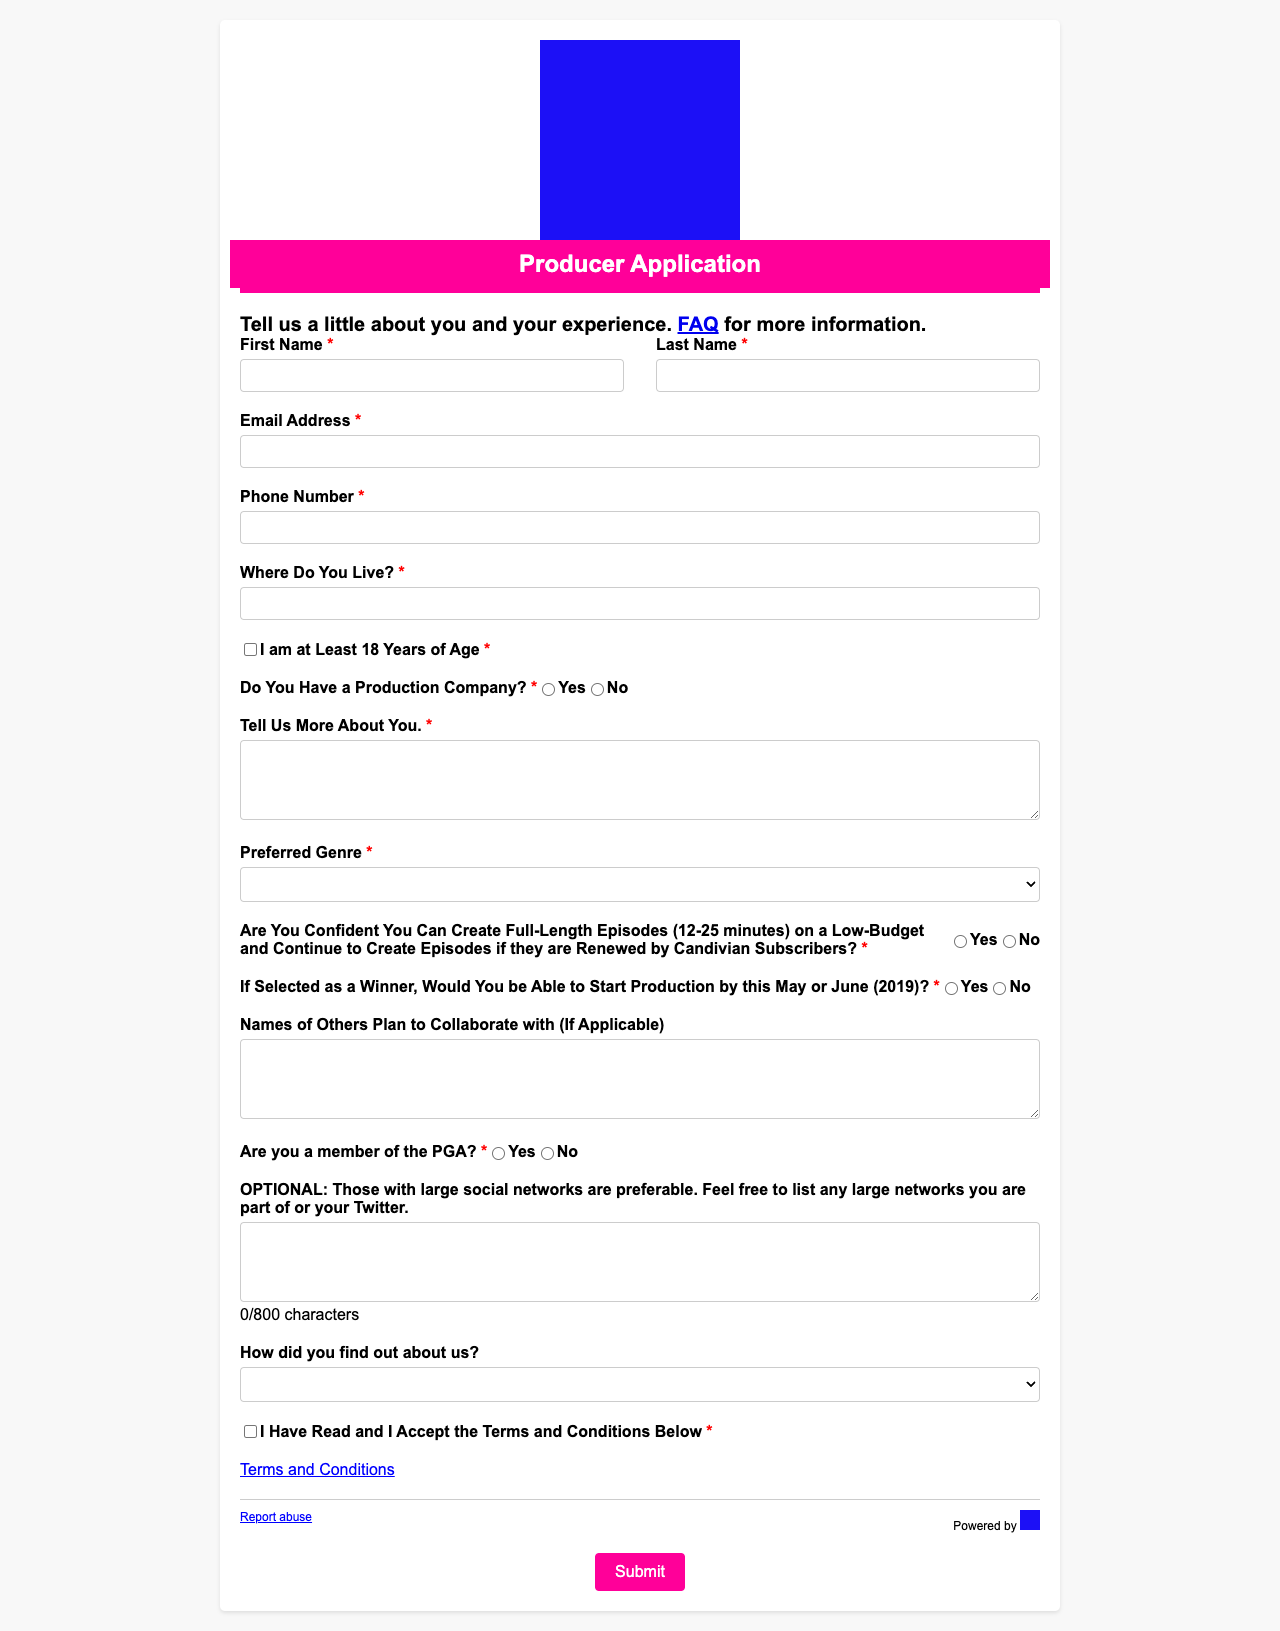 Producer Application
Tell us a little about you and your experience. FAQ for more information.
First Name *
Last Name *
Email Address *
Phone Number *
Where Do You Live? *
I am at Least 18 Years of Age *
Do You Have a Production Company? * Yes No
Tell Us More About You. *
Preferred Genre *
Are You Confident You Can Create Full-Length Episodes (12-25 minutes) on a Low-Budget
and Continue to Create Episodes if they are Renewed by Candivian Subscribers? *
Yes No
If Selected as a Winner, Would You be Able to Start Production by this May or June (2019)? * Yes No
Names of Others Plan to Collaborate with (If Applicable)
Are you a member of the PGA? * Yes No
OPTIONAL: Those with large social networks are preferable. Feel free to list any large networks you are
part of or your Twitter.
0/800 characters
How did you find out about us?
I Have Read and I Accept the Terms and Conditions Below *
Terms and Conditions
Report abuse
Powered by
Submit